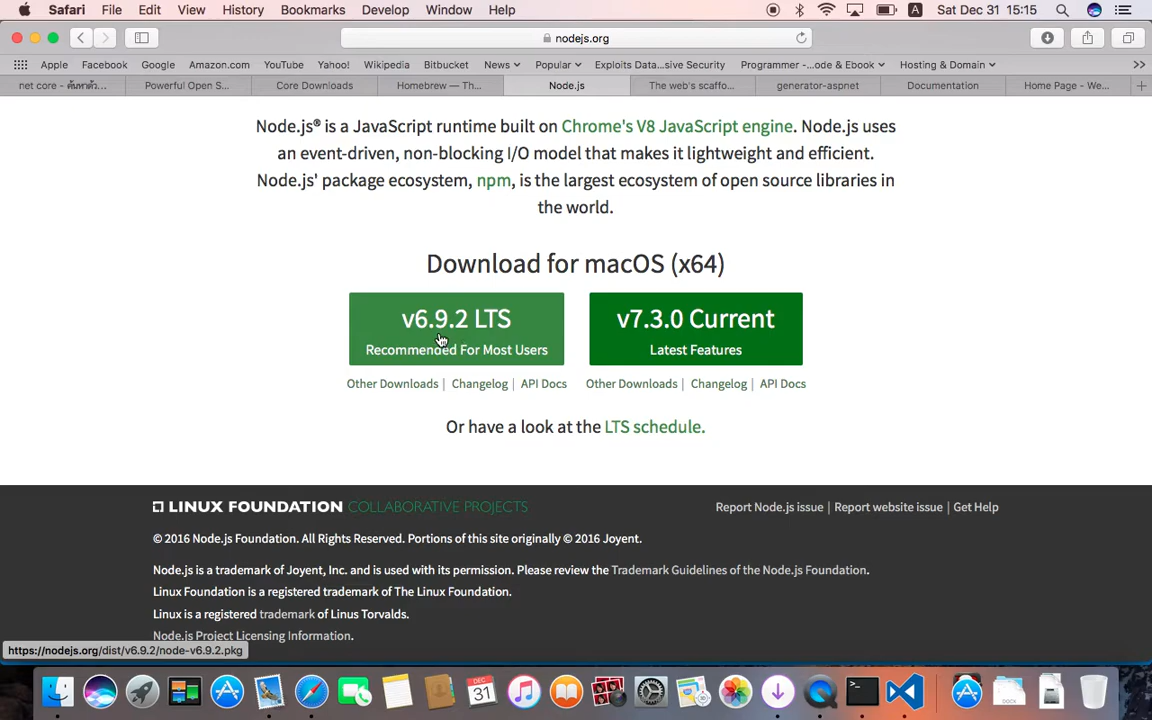 Safari File Edit View History Bookmarks Develop Window Help A Sat Dec 31 15:15
nodejs.org
Apple Facebook Google Amazon.com YouTube Yahoo! Wikipedia Bitbucket News Popular Exploits Data...sive Security Programmer -...ode & Ebook Hosting & Domain >>
net core - ค้นหาด้ว... Powerful Open S... Core Downloads Homebrew — Th... Node.js The web's scaffo... generator-aspnet Documentation Home Page - We... +
Node.js® is a JavaScript runtime built on Chrome's V8 JavaScript engine. Node.js uses
an event-driven, non-blocking I/O model that makes it lightweight and efficient.
Node.js' package ecosystem, npm, is the largest ecosystem of open source libraries in
the world.
Download for macOS (x64)
v6.9.2 LTS
Recommended For Most Users
v7.3.0 Current
Latest Features
Other Downloads | Changelog | API Docs
Other Downloads | Changelog | API Docs
Or have a look at the LTS schedule.
LINUX FOUNDATION COLLABORATIVE PROJECTS
Report Node.js issue | Report website issue | Get Help
© 2016 Node.js Foundation. All Rights Reserved. Portions of this site originally © 2016 Joyent.
Node.js is a trademark of Joyent, Inc. and is used with its permission. Please review the Trademark Guidelines of the Node.js Foundation.
Linux Foundation is a registered trademark of The Linux Foundation.
Linux is a registered trademark of Linus Torvalds.
Node.js Project Licensing Information.
https://nodejs.org/dist/v6.9.2/node-v6.9.2.pkg
DEC
31
DOCX